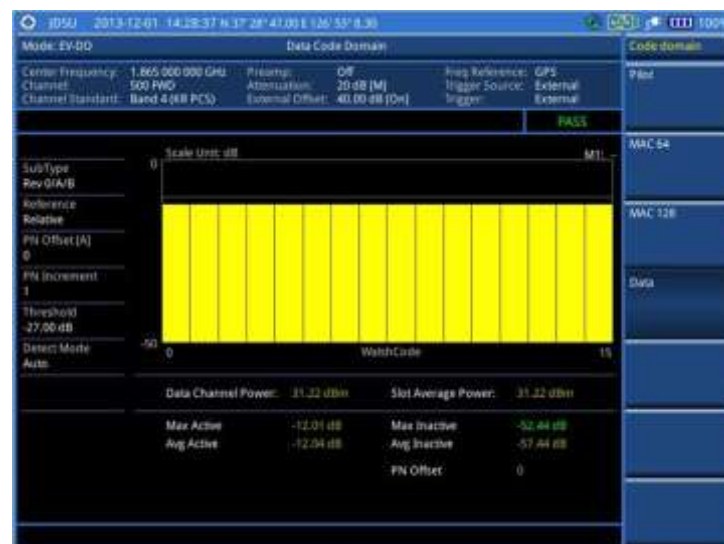 JDSU 2013-12-01 14:28:37 N 37° 28' 47.00 E 126° 53' 8.30 100%
Mode: EV-DO Data Code Domain Code domain
Center Frequency: 1.865 000 000 GHz Preamp: Off Freq Reference: GPS
Channel: 500 FWD Attenuation: 20 dB [M] Trigger Source: External
Channel Standard: Band 4 (KR PCS) External Offset: 40.00 dB [On] Trigger: External
PASS
Pilot
MAC 64
MAC 128
Data
Scale Unit: dB M1: --
0
SubType
Rev 0/A/B
Reference
Relative
PN Offset [A]
0
PN Increment
1
Threshold
-27.00 dB
Detect Mode
Auto
-50 0 WalshCode 15
Data Channel Power: 31.22 dBm Slot Average Power: 31.22 dBm
Max Active -12.01 dB Max Inactive -52.44 dB
Avg Active -12.04 dB Avg Inactive -57.44 dB
PN Offset 0